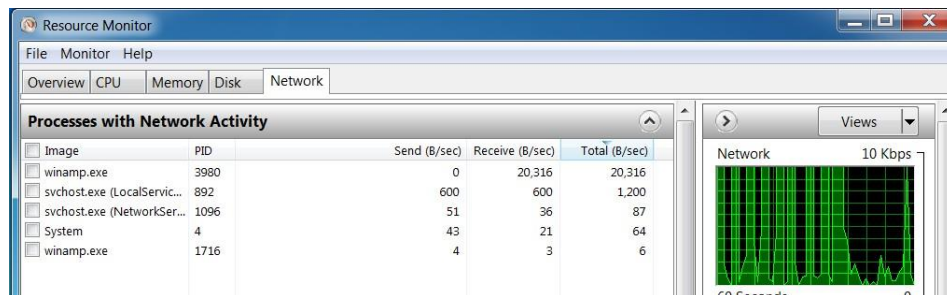 Resource Monitor
File Monitor Help
Overview CPU Memory Disk Network
Processes with Network Activity
Image PID Send (B/sec) Receive (B/sec) Total (B/sec)
winamp.exe 3980 0 20,316 20,316
svchost.exe (LocalServic... 892 600 600 1,200
svchost.exe (NetworkSer... 1096 51 36 87
System 4 43 21 64
winamp.exe 1716 4 3 6
Views
Network 10 Kbps
60 Seconds 0